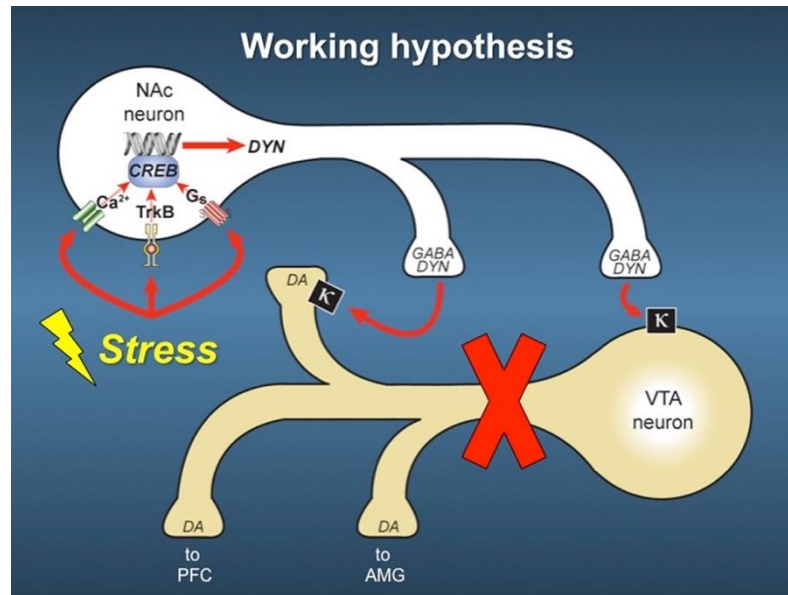 Working hypothesis
NAc
neuron
DYN
CREB
Ca2+
TrkB
Gs
GABA
DYN
GABA
DYN
DA
κ
κ
Stress
VTA
neuron
DA
DA
to
PFC
to
AMG